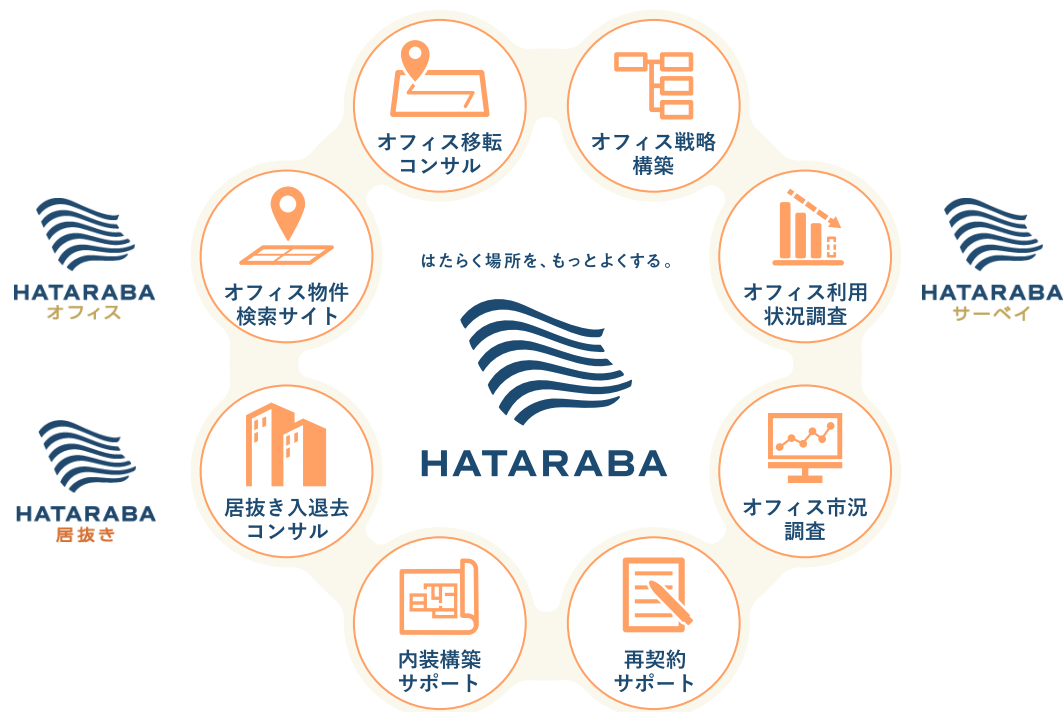 オフィス移転
コンサル
オフィス戦略
構築
HATARABA
オフィス
オフィス物件
検索サイト
はたらく場所を、もっとよくする。
HATARABA
オフィス利用
状況調査
HATARABA
サーベイ
HATARABA
居抜き
居抜き入退去
コンサル
オフィス市況
調査
内装構築
サポート
再契約
サポート